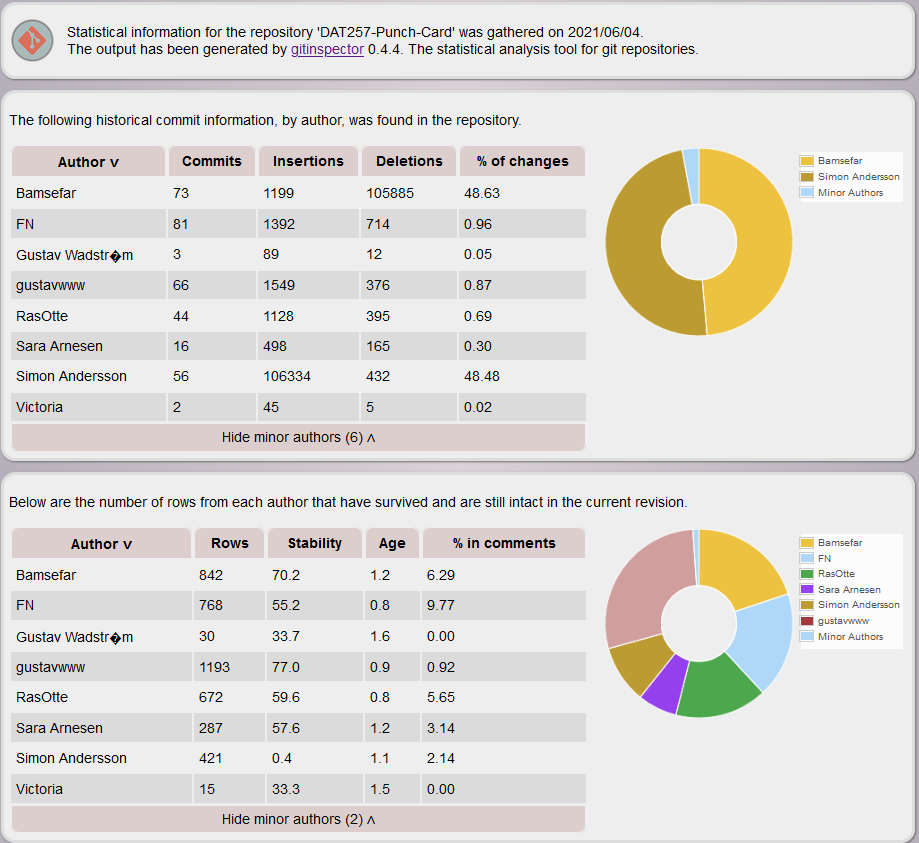 Statistical information for the repository 'DAT257-Punch-Card' was gathered on 2021/06/04.
The output has been generated by gitinspector 0.4.4. The statistical analysis tool for git repositories.
The following historical commit information, by author, was found in the repository.
Author ∨ Commits Insertions Deletions % of changes
Bamsefar 73 1199 105885 48.63
FN 81 1392 714 0.96
Gustav Wadstr�m 3 89 12 0.05
gustavwww 66 1549 376 0.87
RasOtte 44 1128 395 0.69
Sara Arnesen 16 498 165 0.30
Simon Andersson 56 106334 432 48.48
Victoria 2 45 5 0.02
Hide minor authors (6) ∧
Bamsefar
Simon Andersson
Minor Authors
Below are the number of rows from each author that have survived and are still intact in the current revision.
Author ∨ Rows Stability Age % in comments
Bamsefar 842 70.2 1.2 6.29
FN 768 55.2 0.8 9.77
Gustav Wadstr�m 30 33.7 1.6 0.00
gustavwww 1193 77.0 0.9 0.92
RasOtte 672 59.6 0.8 5.65
Sara Arnesen 287 57.6 1.2 3.14
Simon Andersson 421 0.4 1.1 2.14
Victoria 15 33.3 1.5 0.00
Hide minor authors (2) ∧
Bamsefar
FN
RasOtte
Sara Arnesen
Simon Andersson
gustavwww
Minor Authors